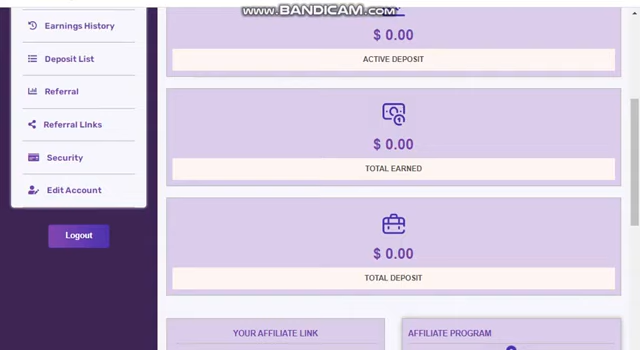 www.BANDICAM.com
Earnings History
Deposit List
Referral
Referral LInks
Security
Edit Account
Logout
$ 0.00
ACTIVE DEPOSIT
$ 0.00
TOTAL EARNED
$ 0.00
TOTAL DEPOSIT
YOUR AFFILIATE LINK
AFFILIATE PROGRAM